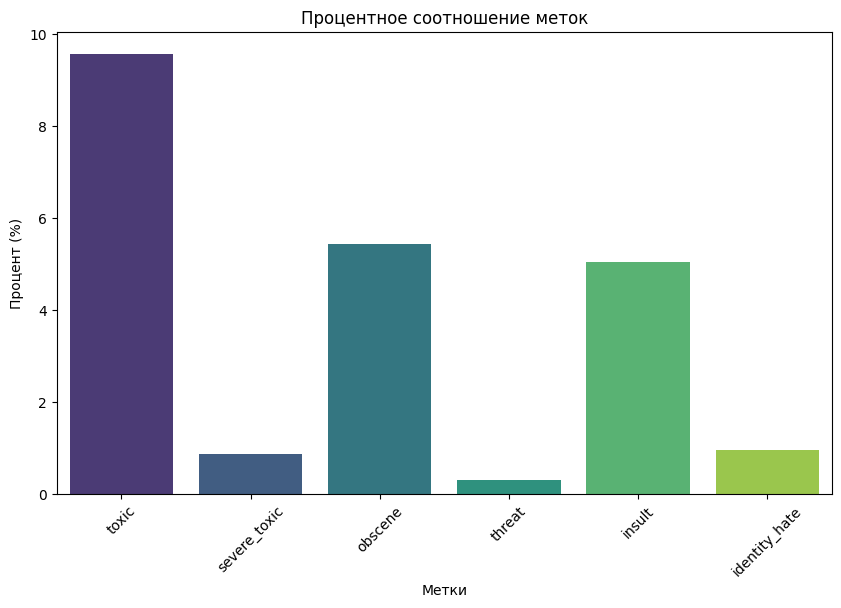 Процентное соотношение меток
Процент (%)
10
8
6
4
2
0
toxic
severe_toxic
obscene
threat
insult
identity_hate
Метки